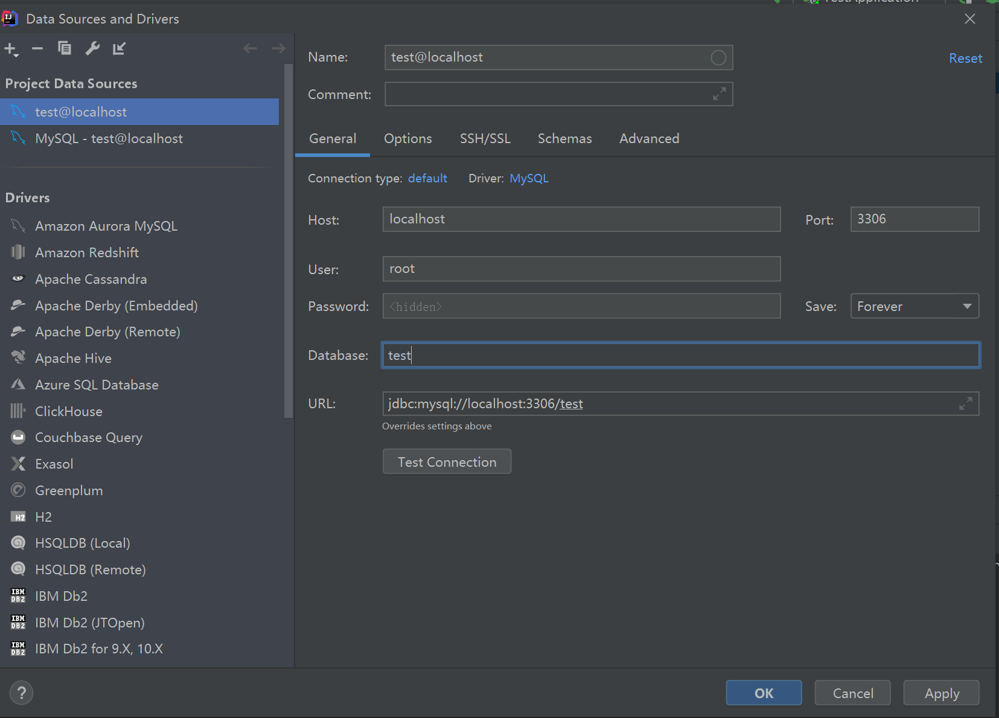 TestApplication
Data Sources and Drivers
Project Data Sources
test@localhost
MySQL - test@localhost
Drivers
Amazon Aurora MySQL
Amazon Redshift
Apache Cassandra
Apache Derby (Embedded)
Apache Derby (Remote)
Apache Hive
Azure SQL Database
ClickHouse
Couchbase Query
Exasol
Greenplum
H2
HSQLDB (Local)
HSQLDB (Remote)
IBM Db2
IBM Db2 (JTOpen)
IBM Db2 for 9.X, 10.X
Name: test@localhost
Reset
Comment:
General Options SSH/SSL Schemas Advanced
Connection type: default Driver: MySQL
Host: localhost Port: 3306
User: root
Password: <hidden> Save: Forever
Database: test
URL: jdbc:mysql://localhost:3306/test
Overrides settings above
Test Connection
? OK Cancel Apply